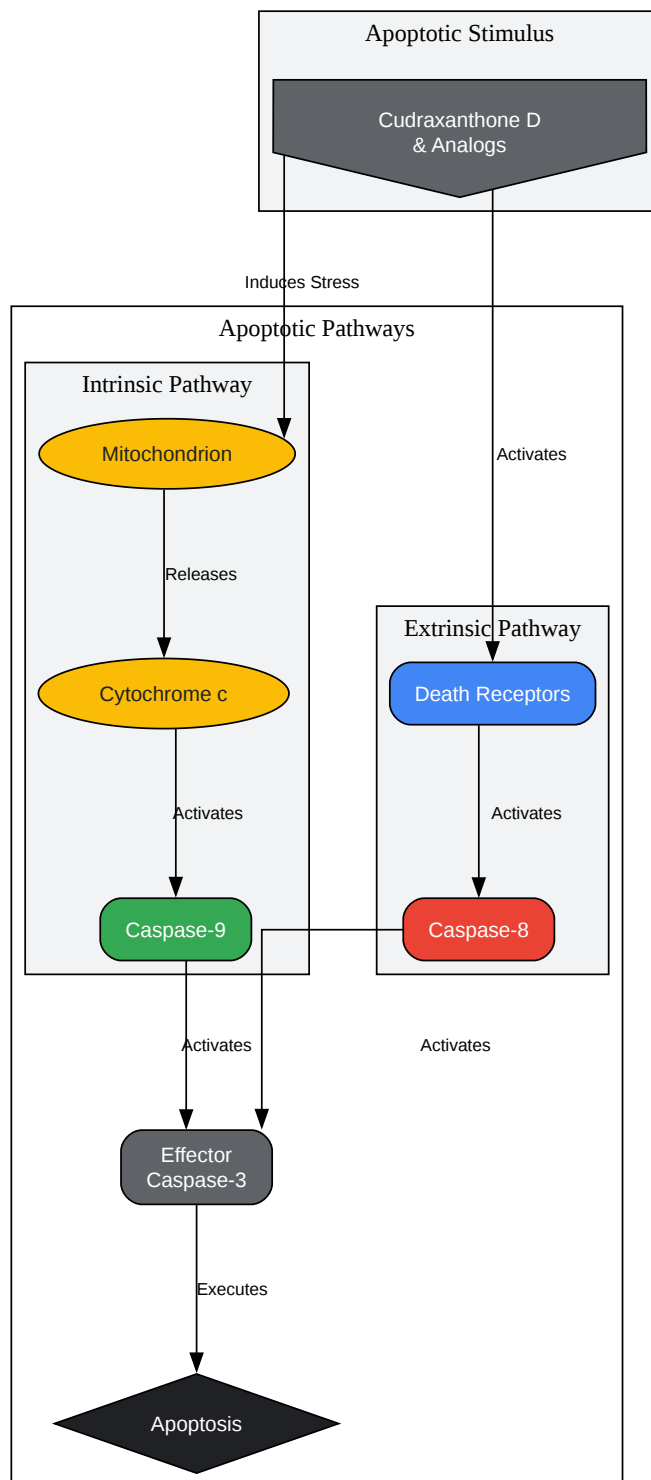 Apoptotic Stimulus
Cudraxanthone D
& Analogs
Induces Stress
Apoptotic Pathways
Intrinsic Pathway
Mitochondrion
Activates
Releases
Extrinsic Pathway
Cytochrome c
Death Receptors
Activates
Activates
Caspase-9
Caspase-8
Activates
Activates
Effector
Caspase-3
Executes
Apoptosis